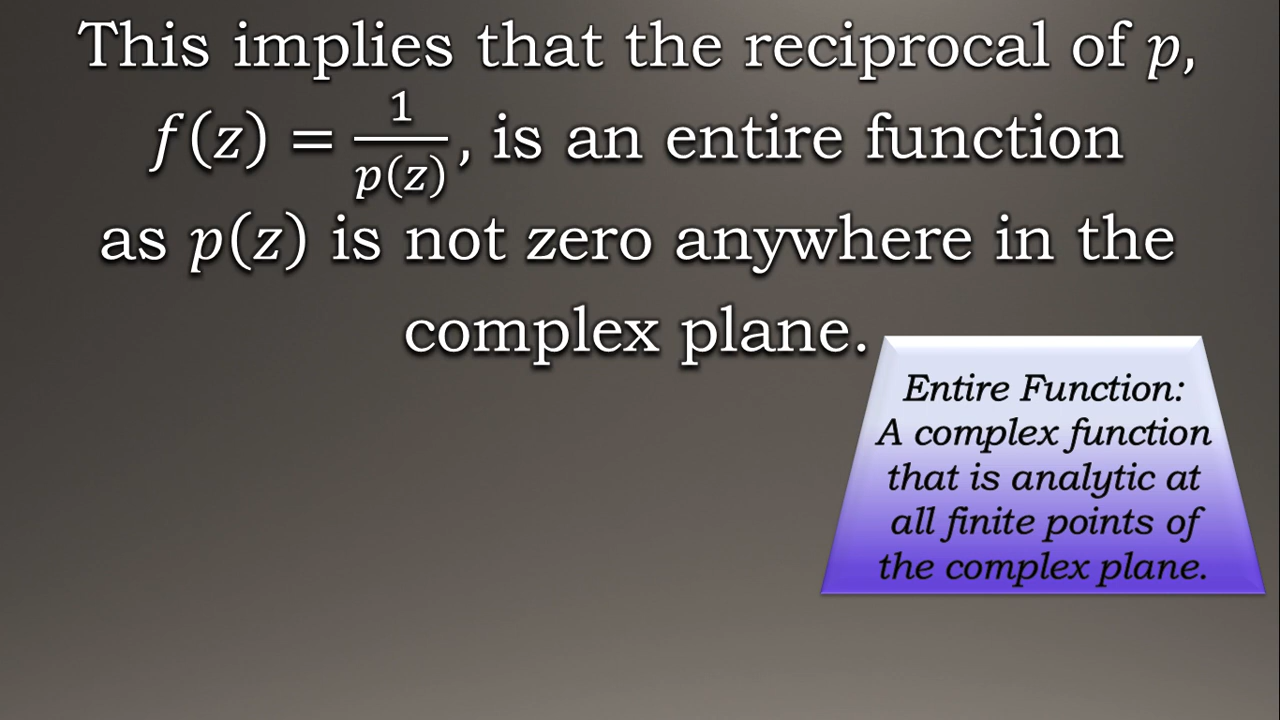 This implies that the reciprocal of p,
f(z) = 1/p(z), is an entire function
as p(z) is not zero anywhere in the
complex plane.
Entire Function:
A complex function
that is analytic at
all finite points of
the complex plane.